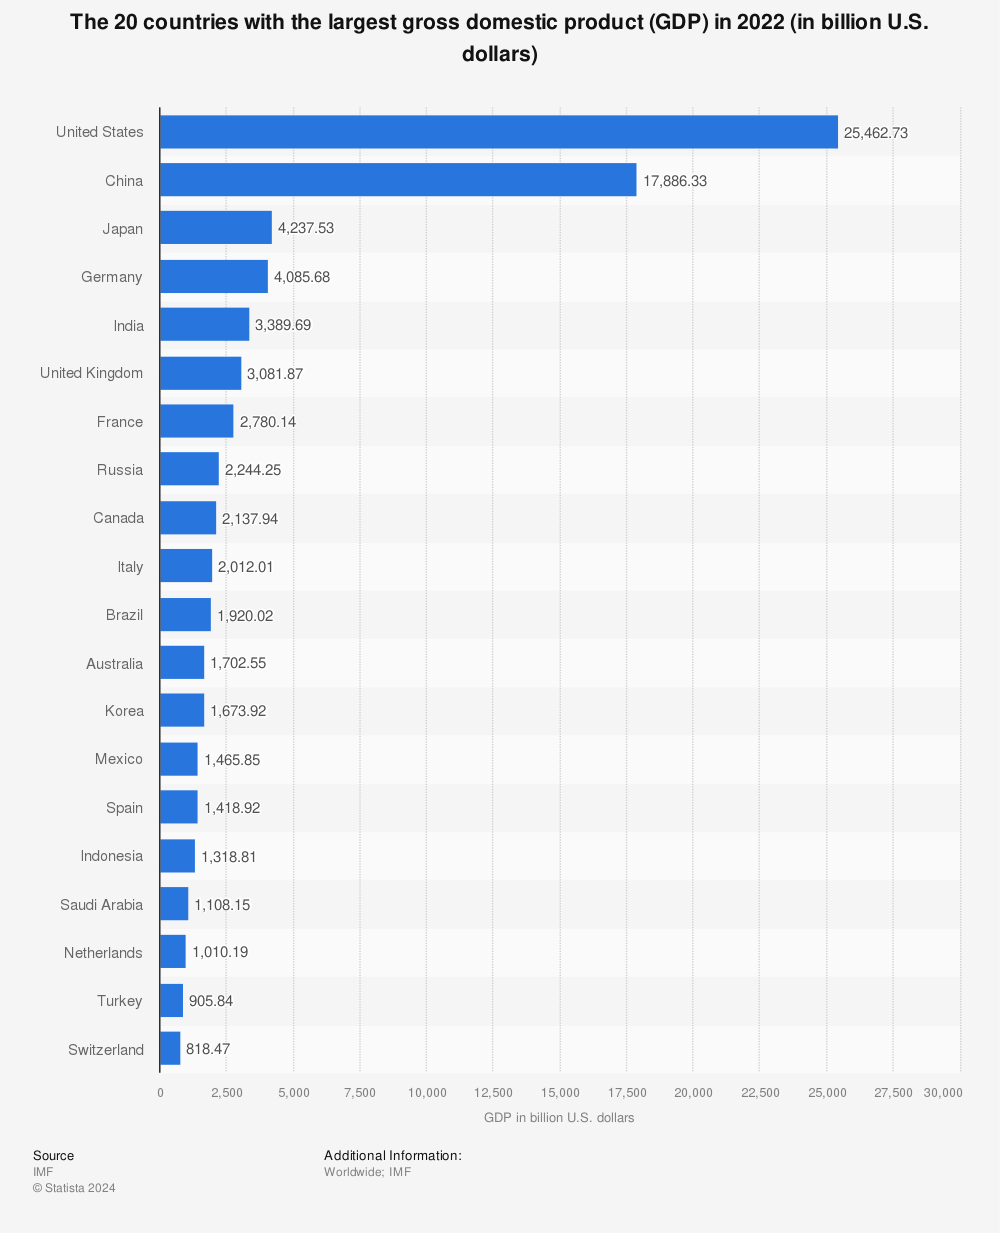 The 20 countries with the largest gross domestic product (GDP) in 2022 (in billion U.S.
dollars)
United States 25,462.73
China 17,886.33
Japan 4,237.53
Germany 4,085.68
India 3,389.69
United Kingdom 3,081.87
France 2,780.14
Russia 2,244.25
Canada 2,137.94
Italy 2,012.01
Brazil 1,920.02
Australia 1,702.55
Korea 1,673.92
Mexico 1,465.85
Spain 1,418.92
Indonesia 1,318.81
Saudi Arabia 1,108.15
Netherlands 1,010.19
Turkey 905.84
Switzerland 818.47
0 2,500 5,000 7,500 10,000 12,500 15,000 17,500 20,000 22,500 25,000 27,500 30,000
GDP in billion U.S. dollars
Source
IMF
© Statista 2024
Additional Information:
Worldwide; IMF